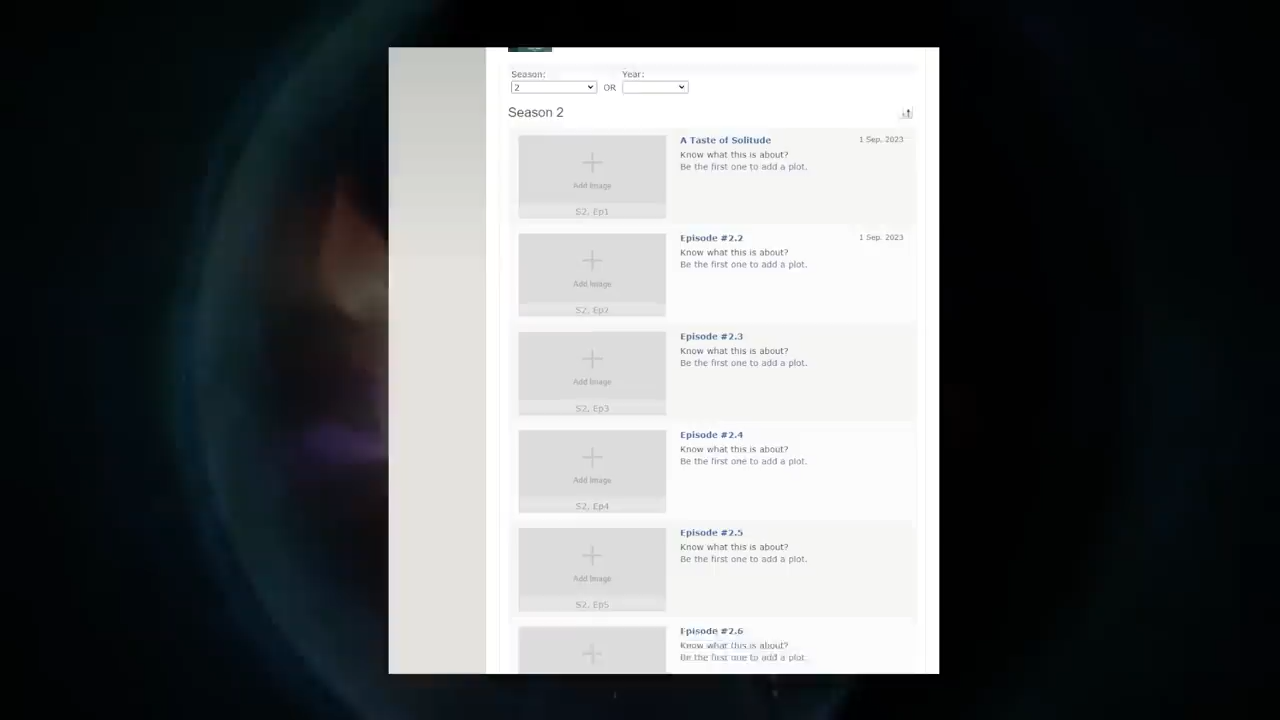 Season:
Year:
2
OR
Season 2
A Taste of Solitude
1 Sep. 2023
Know what this is about?
Be the first one to add a plot.
Add Image
S2, Ep1
Episode #2.2
1 Sep. 2023
Know what this is about?
Be the first one to add a plot.
Add Image
S2, Ep2
Episode #2.3
Know what this is about?
Be the first one to add a plot.
Add Image
S2, Ep3
Episode #2.4
Know what this is about?
Be the first one to add a plot.
Add Image
S2, Ep4
Episode #2.5
Know what this is about?
Be the first one to add a plot.
Add Image
S2, Ep5
Episode #2.6
Know what this is about?
Be the first one to add a plot.